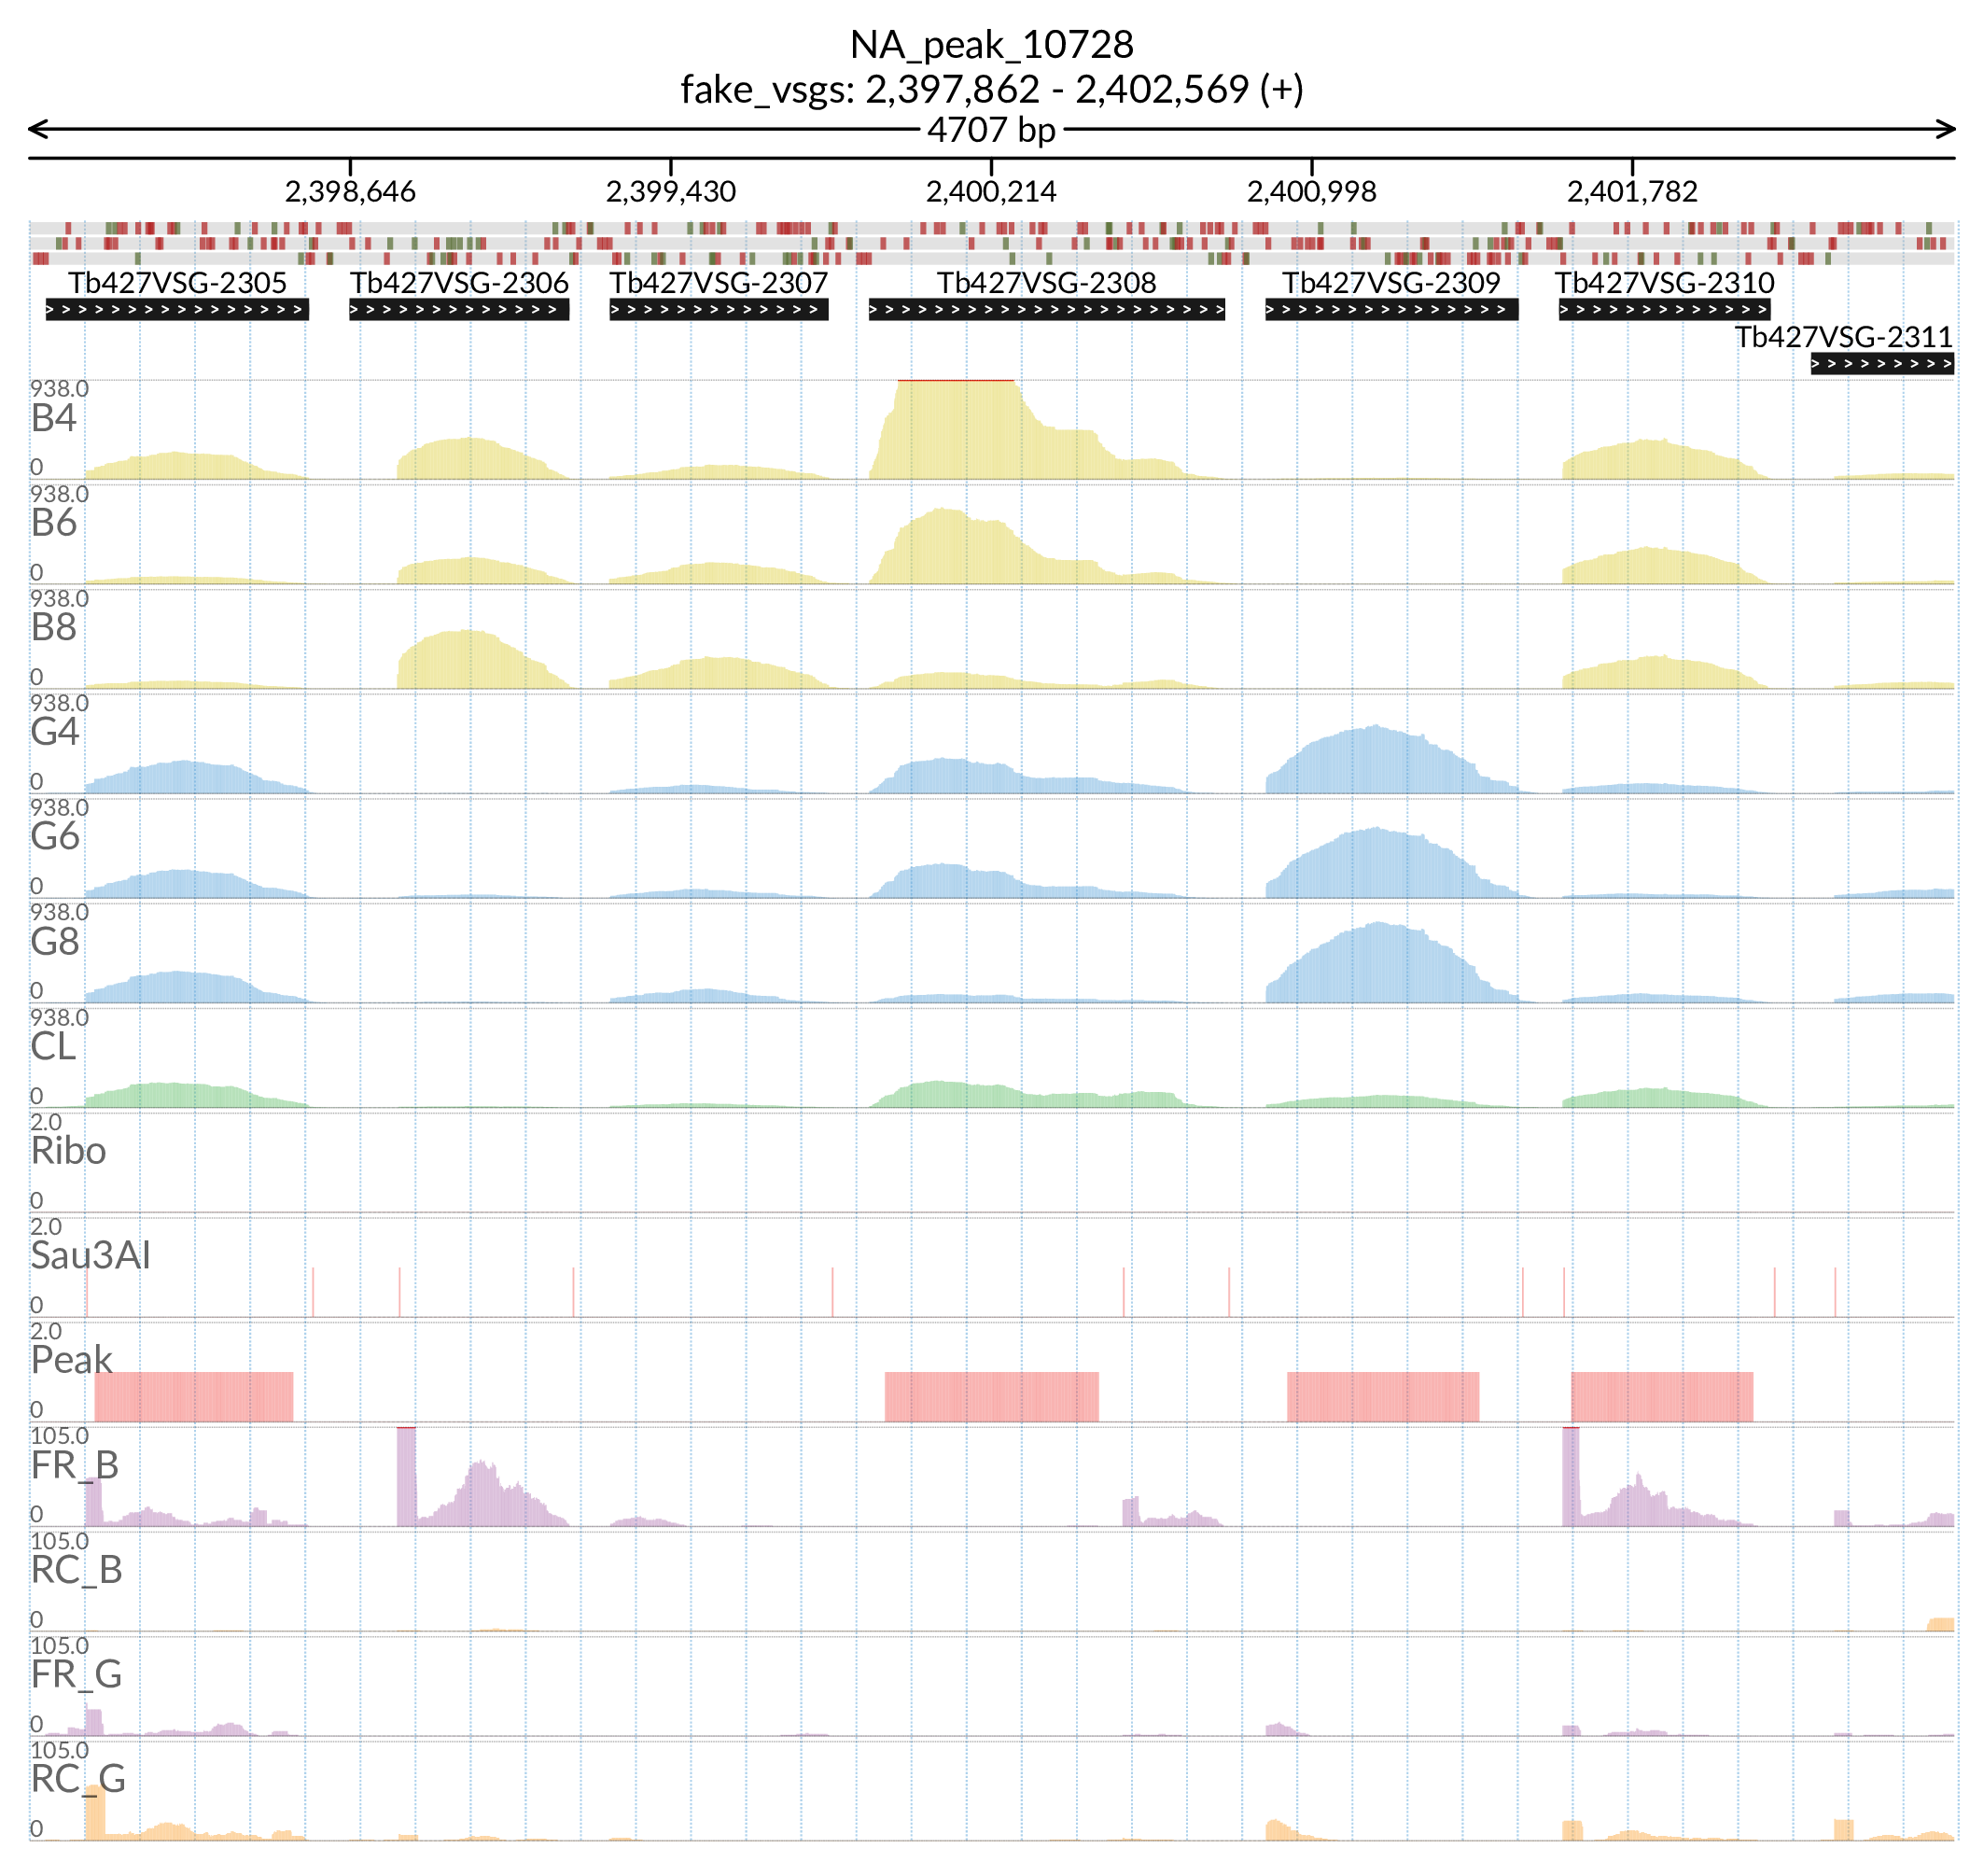 NA_peak_10728
fake_vsgs: 2,397,862 - 2,402,569 (+)
4707 bp
2,398,646 2,399,430 2,400,214 2,400,998 2,401,782
Tb427VSG-2305 Tb427VSG-2306 Tb427VSG-2307 Tb427VSG-2308 Tb427VSG-2309 Tb427VSG-2310
Tb427VSG-2311
938.0
B4
0
938.0
B6
0
938.0
B8
0
938.0
G4
0
938.0
G6
0
938.0
G8
0
938.0
CL
0
2.0
Ribo
0
2.0
Sau3AI
0
2.0
Peak
0
105.0
FR_B
0
105.0
RC_B
0
105.0
FR_G
0
105.0
RC_G
0